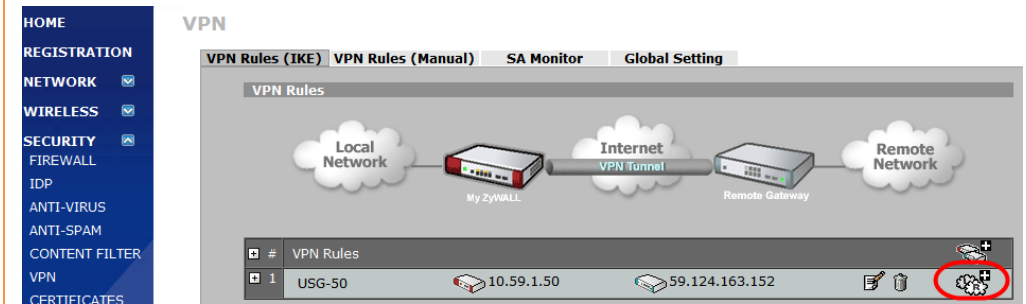 HOME
REGISTRATION
NETWORK
WIRELESS
SECURITY
FIREWALL
IDP
ANTI-VIRUS
ANTI-SPAM
CONTENT FILTER
VPN
CERTIFICATES
VPN
VPN Rules (IKE) VPN Rules (Manual) SA Monitor Global Setting
VPN Rules
Local
Network
My ZyWALL
Internet
VPN Tunnel
Remote Gateway
Remote
Network
# VPN Rules
1 USG-50 10.59.1.50 59.124.163.152